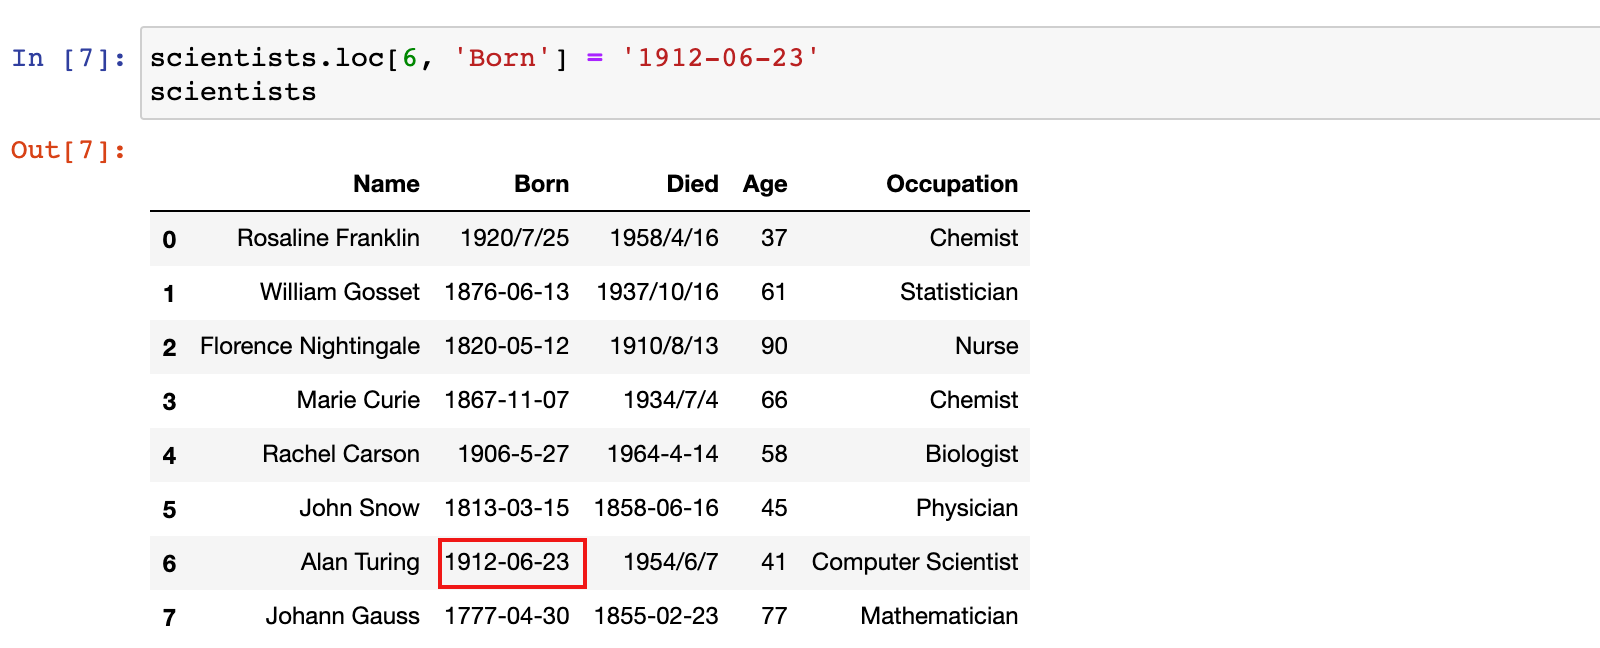 In [7]: scientists.loc[6, 'Born'] = '1912-06-23'
scientists
Out[7]:
Name Born Died Age Occupation
0 Rosaline Franklin 1920/7/25 1958/4/16 37 Chemist
1 William Gosset 1876-06-13 1937/10/16 61 Statistician
2 Florence Nightingale 1820-05-12 1910/8/13 90 Nurse
3 Marie Curie 1867-11-07 1934/7/4 66 Chemist
4 Rachel Carson 1906-5-27 1964-4-14 58 Biologist
5 John Snow 1813-03-15 1858-06-16 45 Physician
6 Alan Turing 1912-06-23 1954/6/7 41 Computer Scientist
7 Johann Gauss 1777-04-30 1855-02-23 77 Mathematician